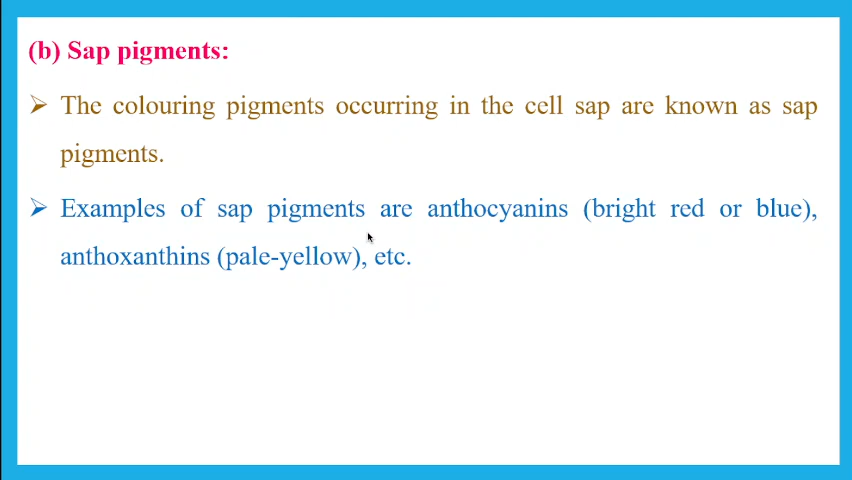 (b) Sap pigments:
➢ The colouring pigments occurring in the cell sap are known as sap
pigments.
➢ Examples of sap pigments are anthocyanins (bright red or blue),
anthoxanthins (pale-yellow), etc.